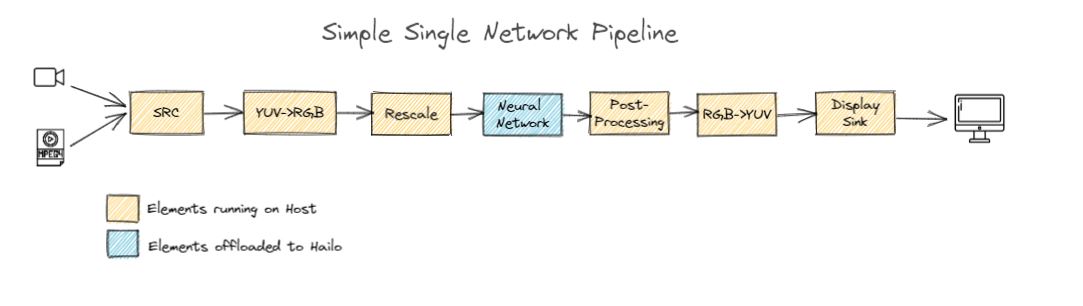 Simple Single Network Pipeline
SRC
YUV->RGB
Rescale
Neural
Network
Post-
Processing
RGB->YUV
Display
Sink
MPEG4
Elements running on Host
Elements offloaded to Hailo